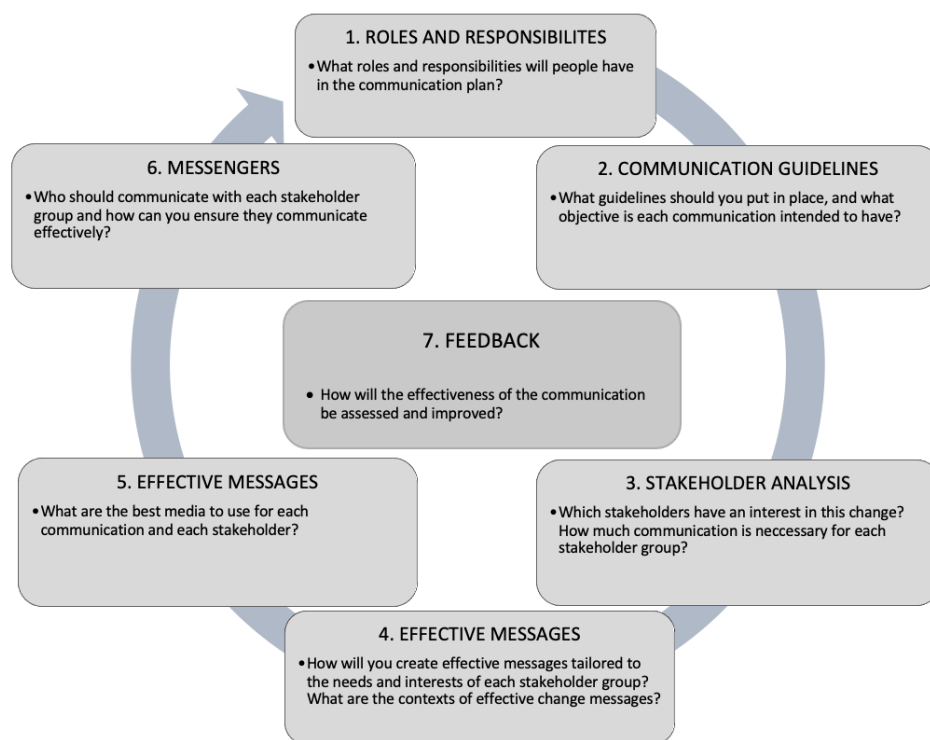 1. ROLES AND RESPONSIBILITES
•What roles and responsibilities will people have
in the communication plan?
2. COMMUNICATION GUIDELINES
•What guidelines should you put in place, and what
objective is each communication intended to have?
3. STAKEHOLDER ANALYSIS
•Which stakeholders have an interest in this change?
How much communication is neccessary for each
stakeholder group?
4. EFFECTIVE MESSAGES
•How will you create effective messages tailored to
the needs and interests of each stakeholder group?
What are the contexts of effective change messages?
5. EFFECTIVE MESSAGES
•What are the best media to use for each
communication and each stakeholder?
6. MESSENGERS
•Who should communicate with each stakeholder
group and how can you ensure they communicate
effectively?
7. FEEDBACK
• How will the effectiveness of the communication
be assessed and improved?